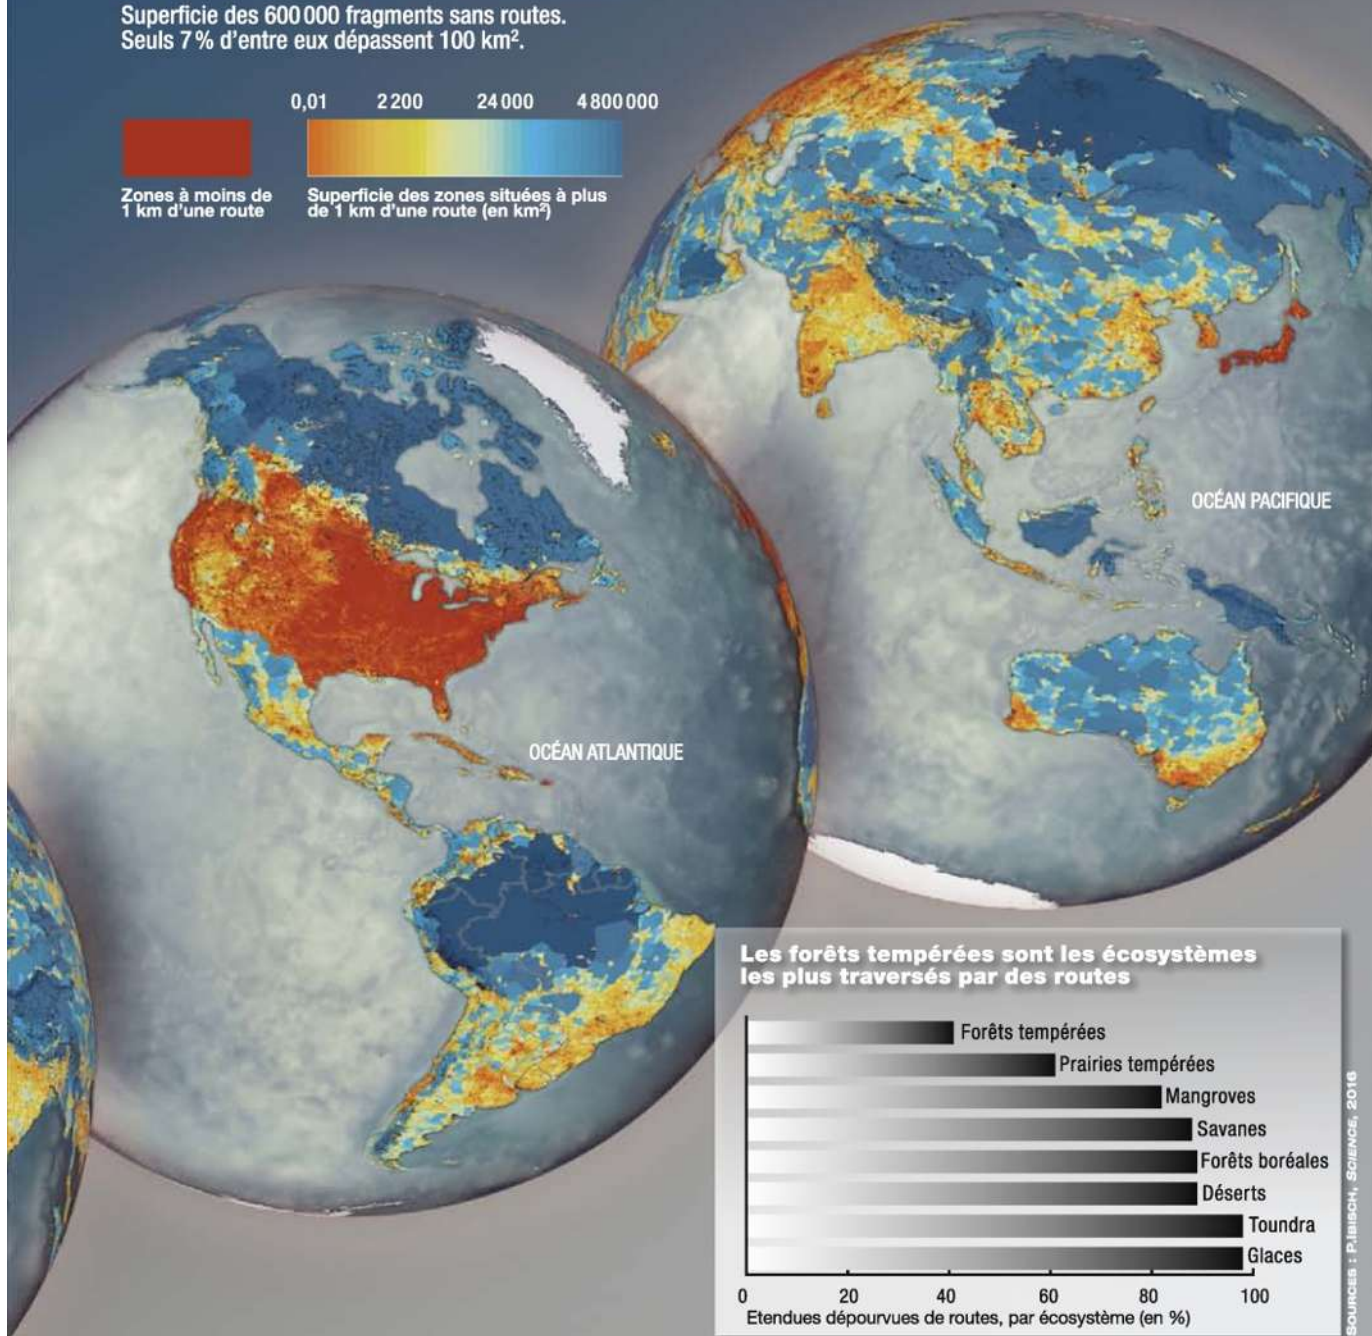 Superficie des 600 000 fragments sans routes.
Seuls 7 % d'entre eux dépassent 100 km².
0,01 2 200 24 000 4 800 000
Zones à moins de
1 km d'une route
Superficie des zones situées à plus
de 1 km d'une route (en km²)
OCÉAN PACIFIQUE
OCÉAN ATLANTIQUE
Les forêts tempérées sont les écosystèmes
les plus traversés par des routes
Forêts tempérées
Prairies tempérées
Mangroves
Savanes
Forêts boréales
Déserts
Toundra
Glaces
0 20 40 60 80 100
Etendues dépourvues de routes, par écosystème (en %)
SOURCES : P.IBISCH, SCIENCE, 2016